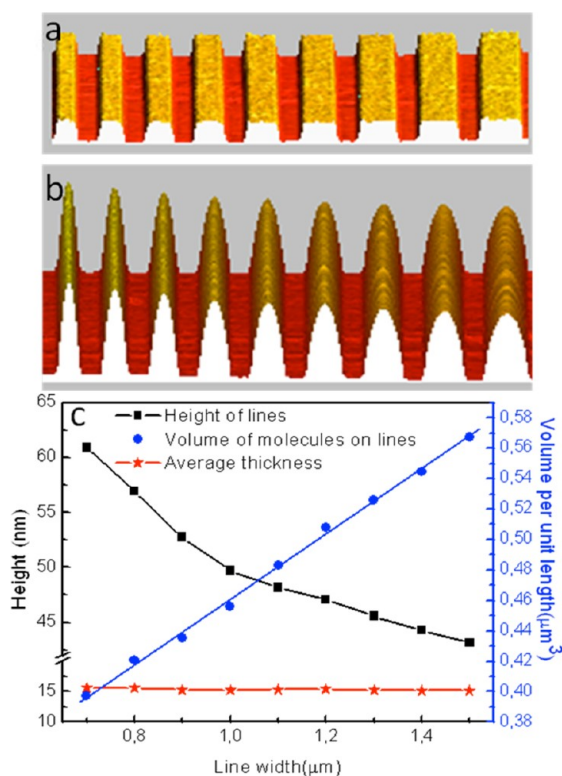 a
b
c
Height of lines
Volume of molecules on lines
Average thickness
65
60
55
50
45
15
10
Height (nm)
0,58
0,56
0,54
0,52
0,50
0,48
0,46
0,44
0,42
0,40
0,38
Volume per unit length(μm³)
0,8 1,0 1,2 1,4
Line width(μm)